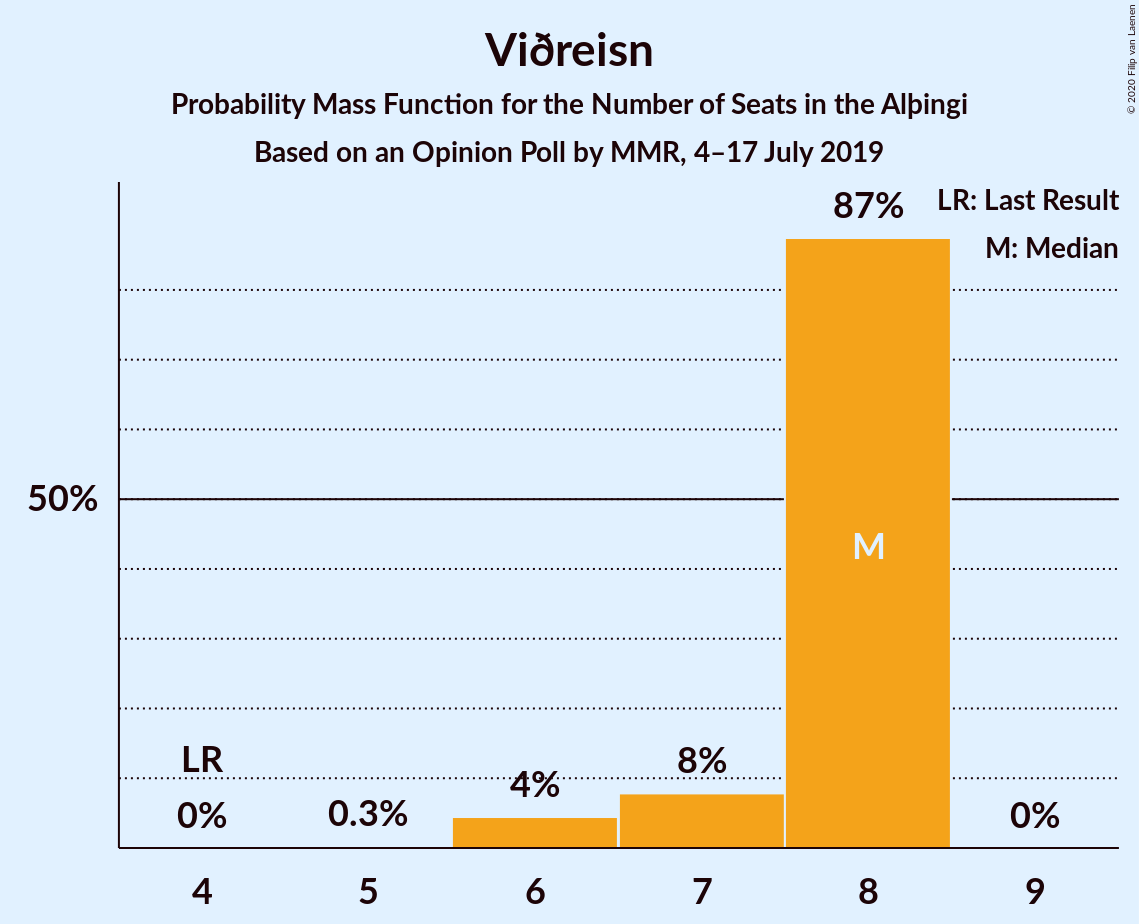 Viðreisn
Probability Mass Function for the Number of Seats in the Alþingi
Based on an Opinion Poll by MMR, 4–17 July 2019
© 2020 Filip van Laenen
LR: Last Result
M: Median
87%
50%
M
LR
0%
0.3%
4%
8%
0%
4 5 6 7 8 9